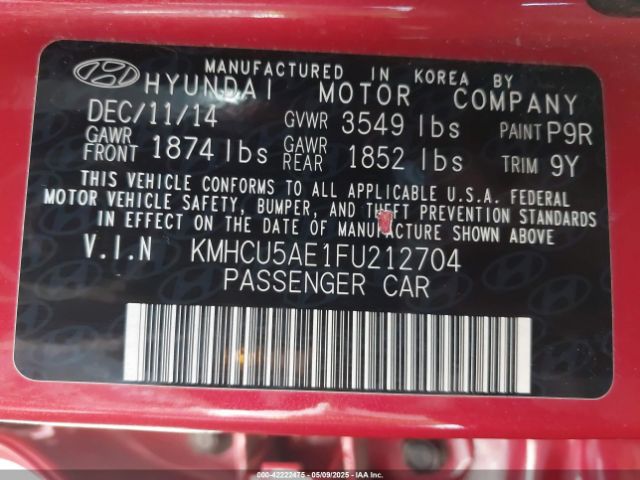 MANUFACTURED IN KOREA BY
HYUNDAI MOTOR COMPANY
DEC/11/14 GVWR 3549 lbs PAINT P9R
GAWR FRONT 1874 lbs GAWR REAR 1852 lbs TRIM 9Y
THIS VEHICLE CONFORMS TO ALL APPLICABLE U.S.A. FEDERAL
MOTOR VEHICLE SAFETY, BUMPER, AND THEFT PREVENTION STANDARDS
IN EFFECT ON THE DATE OF MANUFACTURE SHOWN ABOVE
V.I.N KMHCU5AE1FU212704
PASSENGER CAR
000-42222475 - 05/09/2025 - IAA Inc.